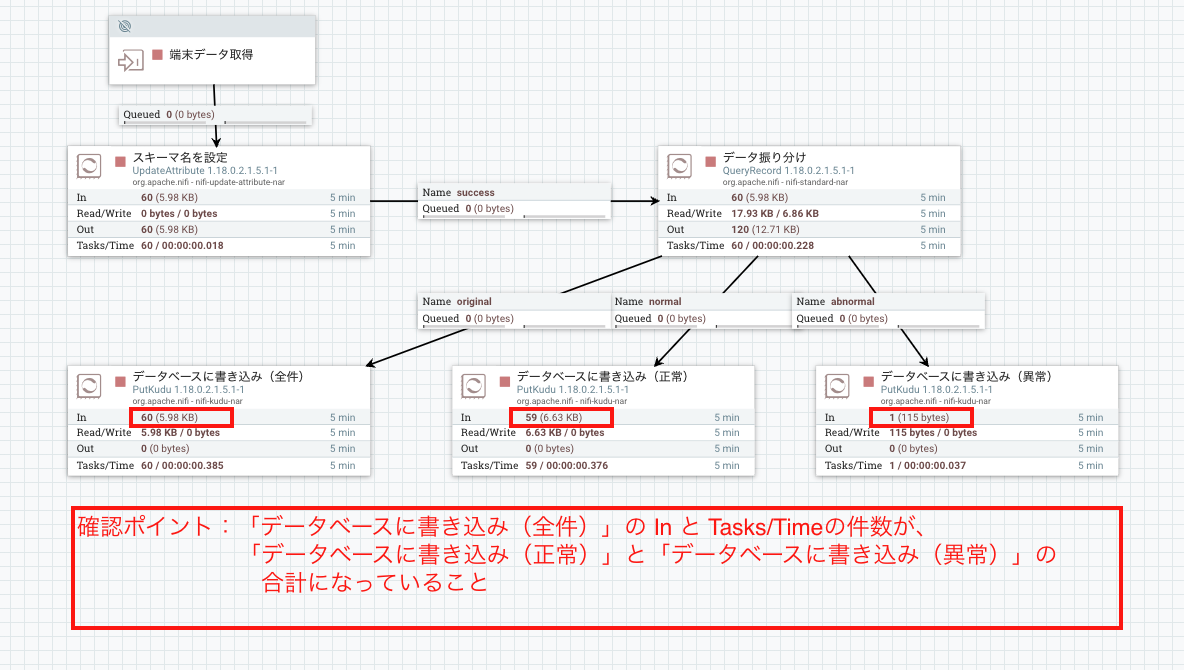 端末データ取得
Queued 0 (0 bytes)
スキーマ名を設定
UpdateAttribute 1.18.0.2.1.5.1-1
org.apache.nifi - nifi-update-attribute-nar
In 60 (5.98 KB) 5 min
Read/Write 0 bytes / 0 bytes 5 min
Out 60 (5.98 KB) 5 min
Tasks/Time 60 / 00:00:00.018 5 min
Name success
Queued 0 (0 bytes)
データ振り分け
QueryRecord 1.18.0.2.1.5.1-1
org.apache.nifi - nifi-standard-nar
In 60 (5.98 KB) 5 min
Read/Write 17.93 KB / 6.86 KB 5 min
Out 120 (12.71 KB) 5 min
Tasks/Time 60 / 00:00:00.228 5 min
Name original
Queued 0 (0 bytes)
Name normal
Queued 0 (0 bytes)
Name abnormal
Queued 0 (0 bytes)
データベースに書き込み（全件）
PutKudu 1.18.0.2.1.5.1-1
org.apache.nifi - nifi-kudu-nar
In 60 (5.98 KB) 5 min
Read/Write 5.98 KB / 0 bytes 5 min
Out 0 (0 bytes) 5 min
Tasks/Time 60 / 00:00:00.385 5 min
データベースに書き込み（正常）
PutKudu 1.18.0.2.1.5.1-1
org.apache.nifi - nifi-kudu-nar
In 59 (6.63 KB) 5 min
Read/Write 6.63 KB / 0 bytes 5 min
Out 0 (0 bytes) 5 min
Tasks/Time 59 / 00:00:00.376 5 min
データベースに書き込み（異常）
PutKudu 1.18.0.2.1.5.1-1
org.apache.nifi - nifi-kudu-nar
In 1 (115 bytes) 5 min
Read/Write 115 bytes / 0 bytes 5 min
Out 0 (0 bytes) 5 min
Tasks/Time 1 / 00:00:00.037 5 min
確認ポイント：「データベースに書き込み（全件）」の In と Tasks/Timeの件数が、
「データベースに書き込み（正常）」と「データベースに書き込み（異常）」の
合計になっていること